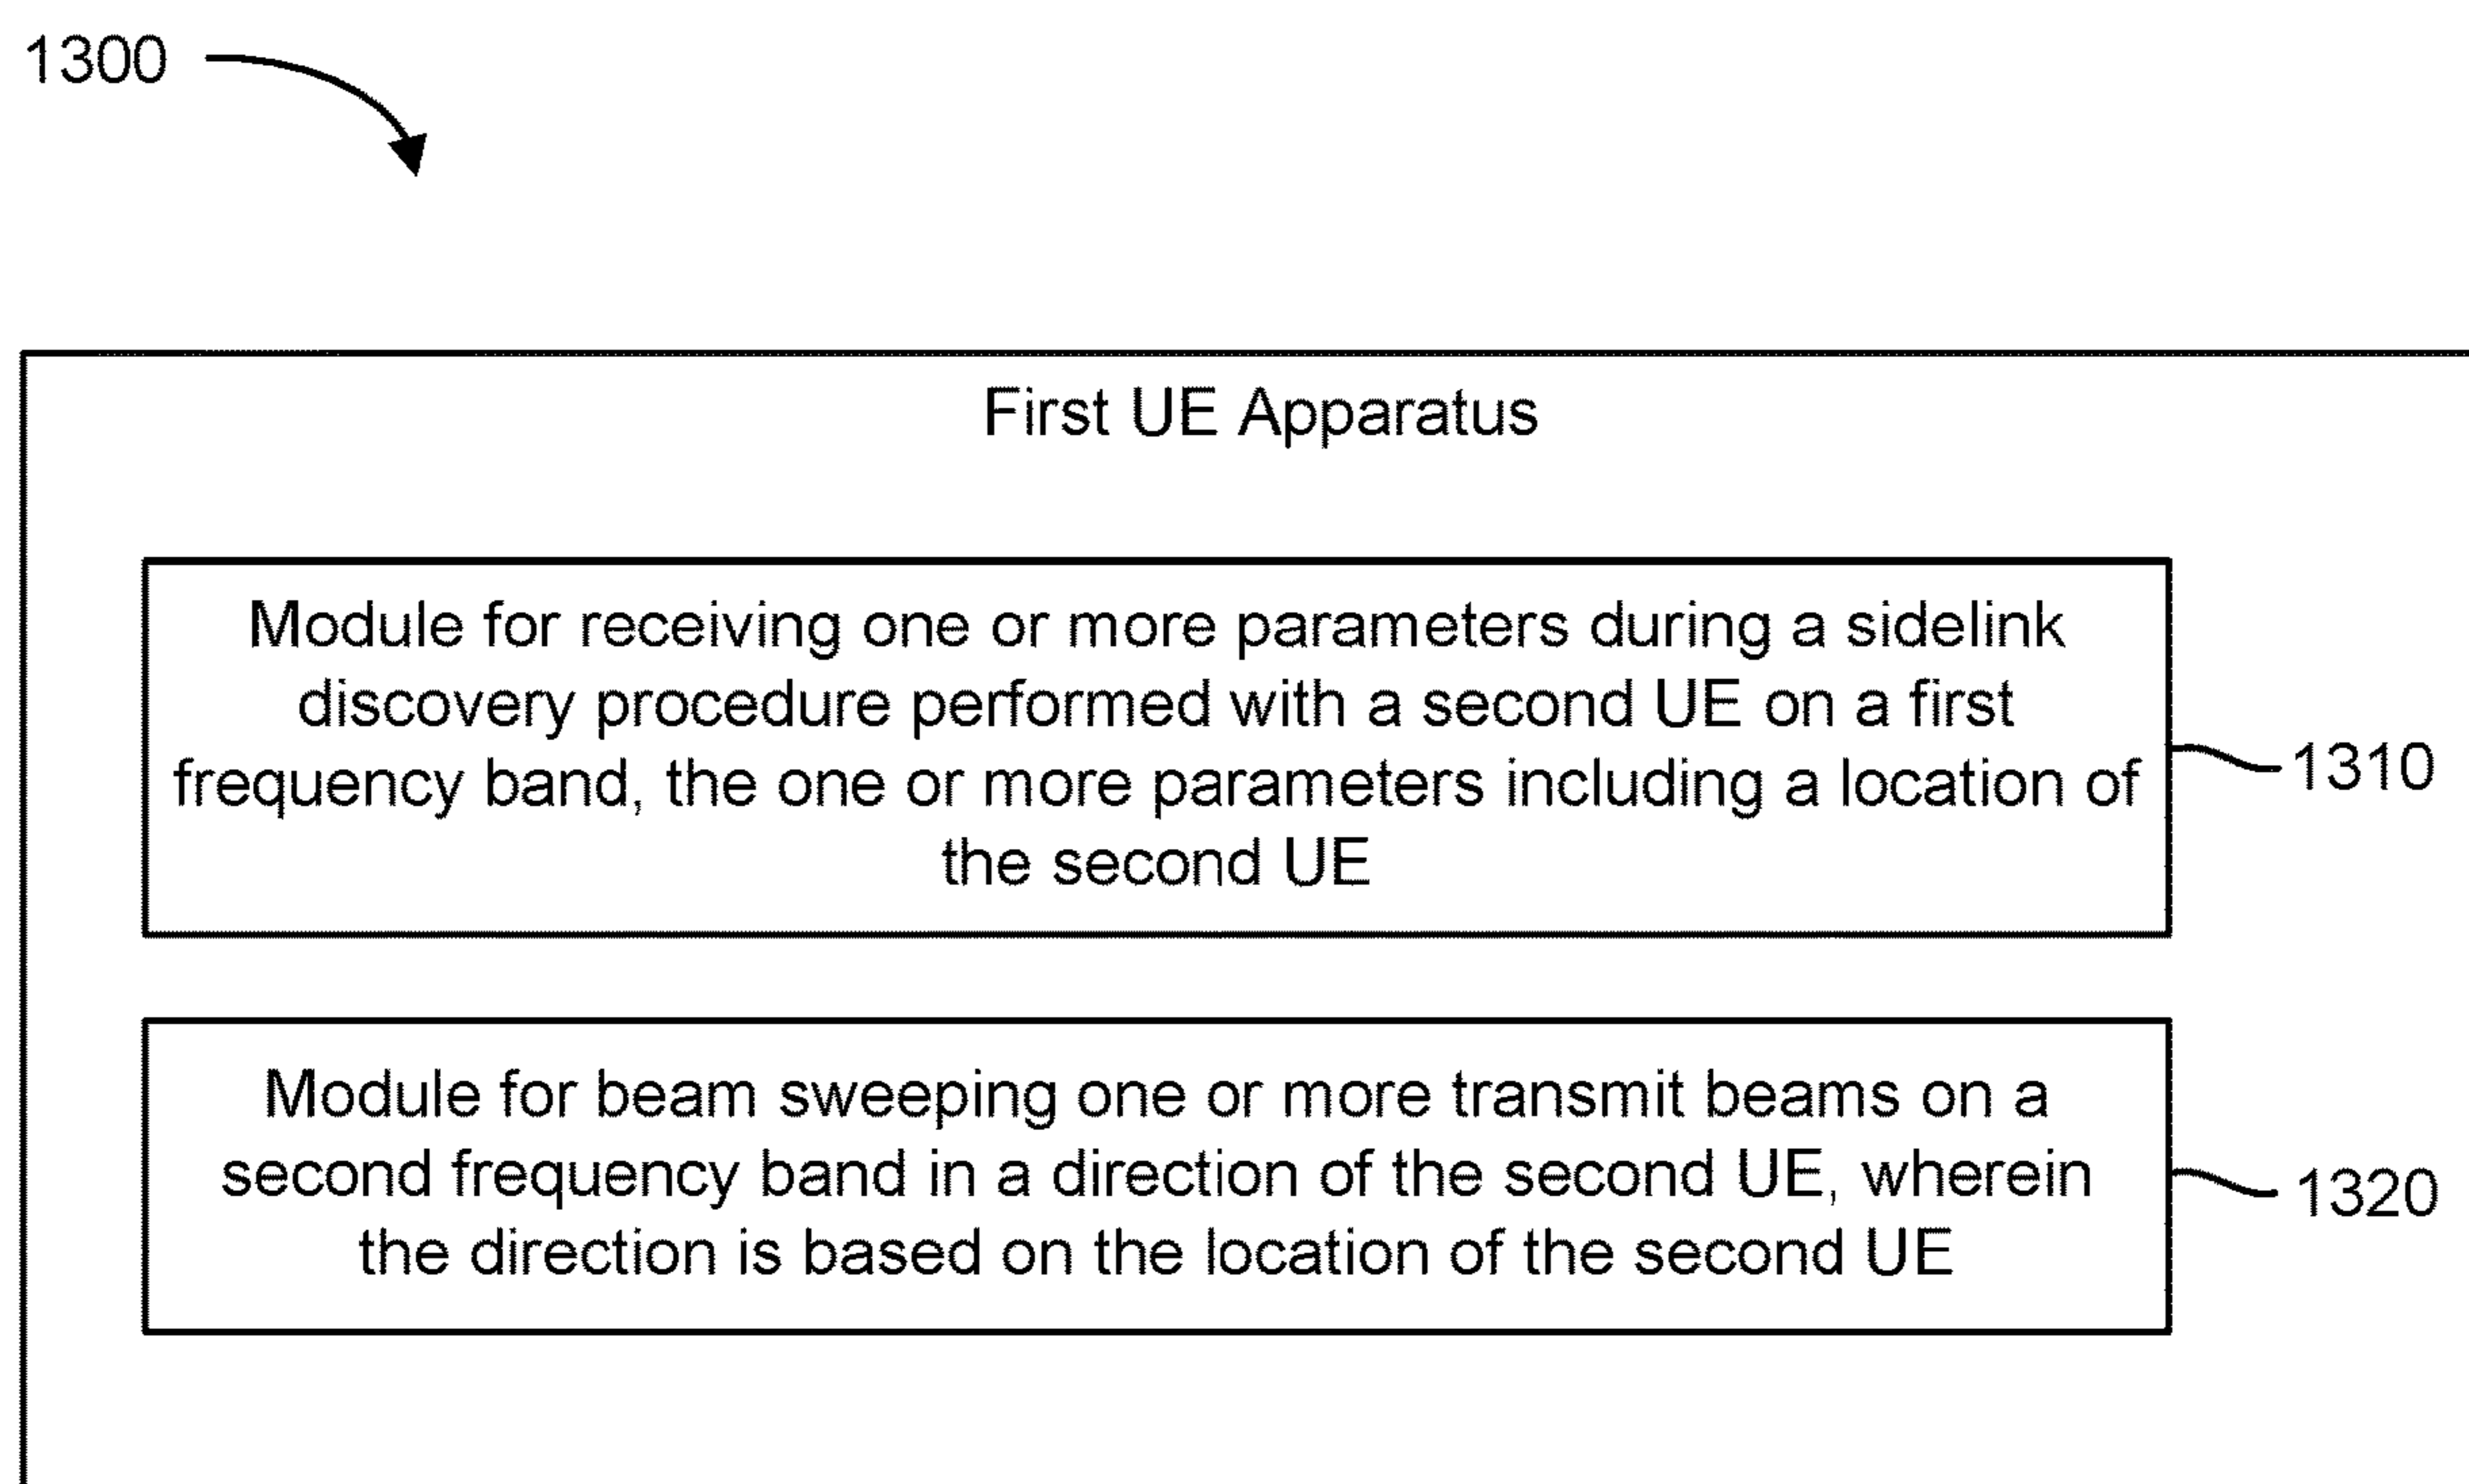 1300
First UE Apparatus
Module for receiving one or more parameters during a sidelink
discovery procedure performed with a second UE on a first
frequency band, the one or more parameters including a location of
the second UE
1310
Module for beam sweeping one or more transmit beams on a
second frequency band in a direction of the second UE, wherein
the direction is based on the location of the second UE
1320